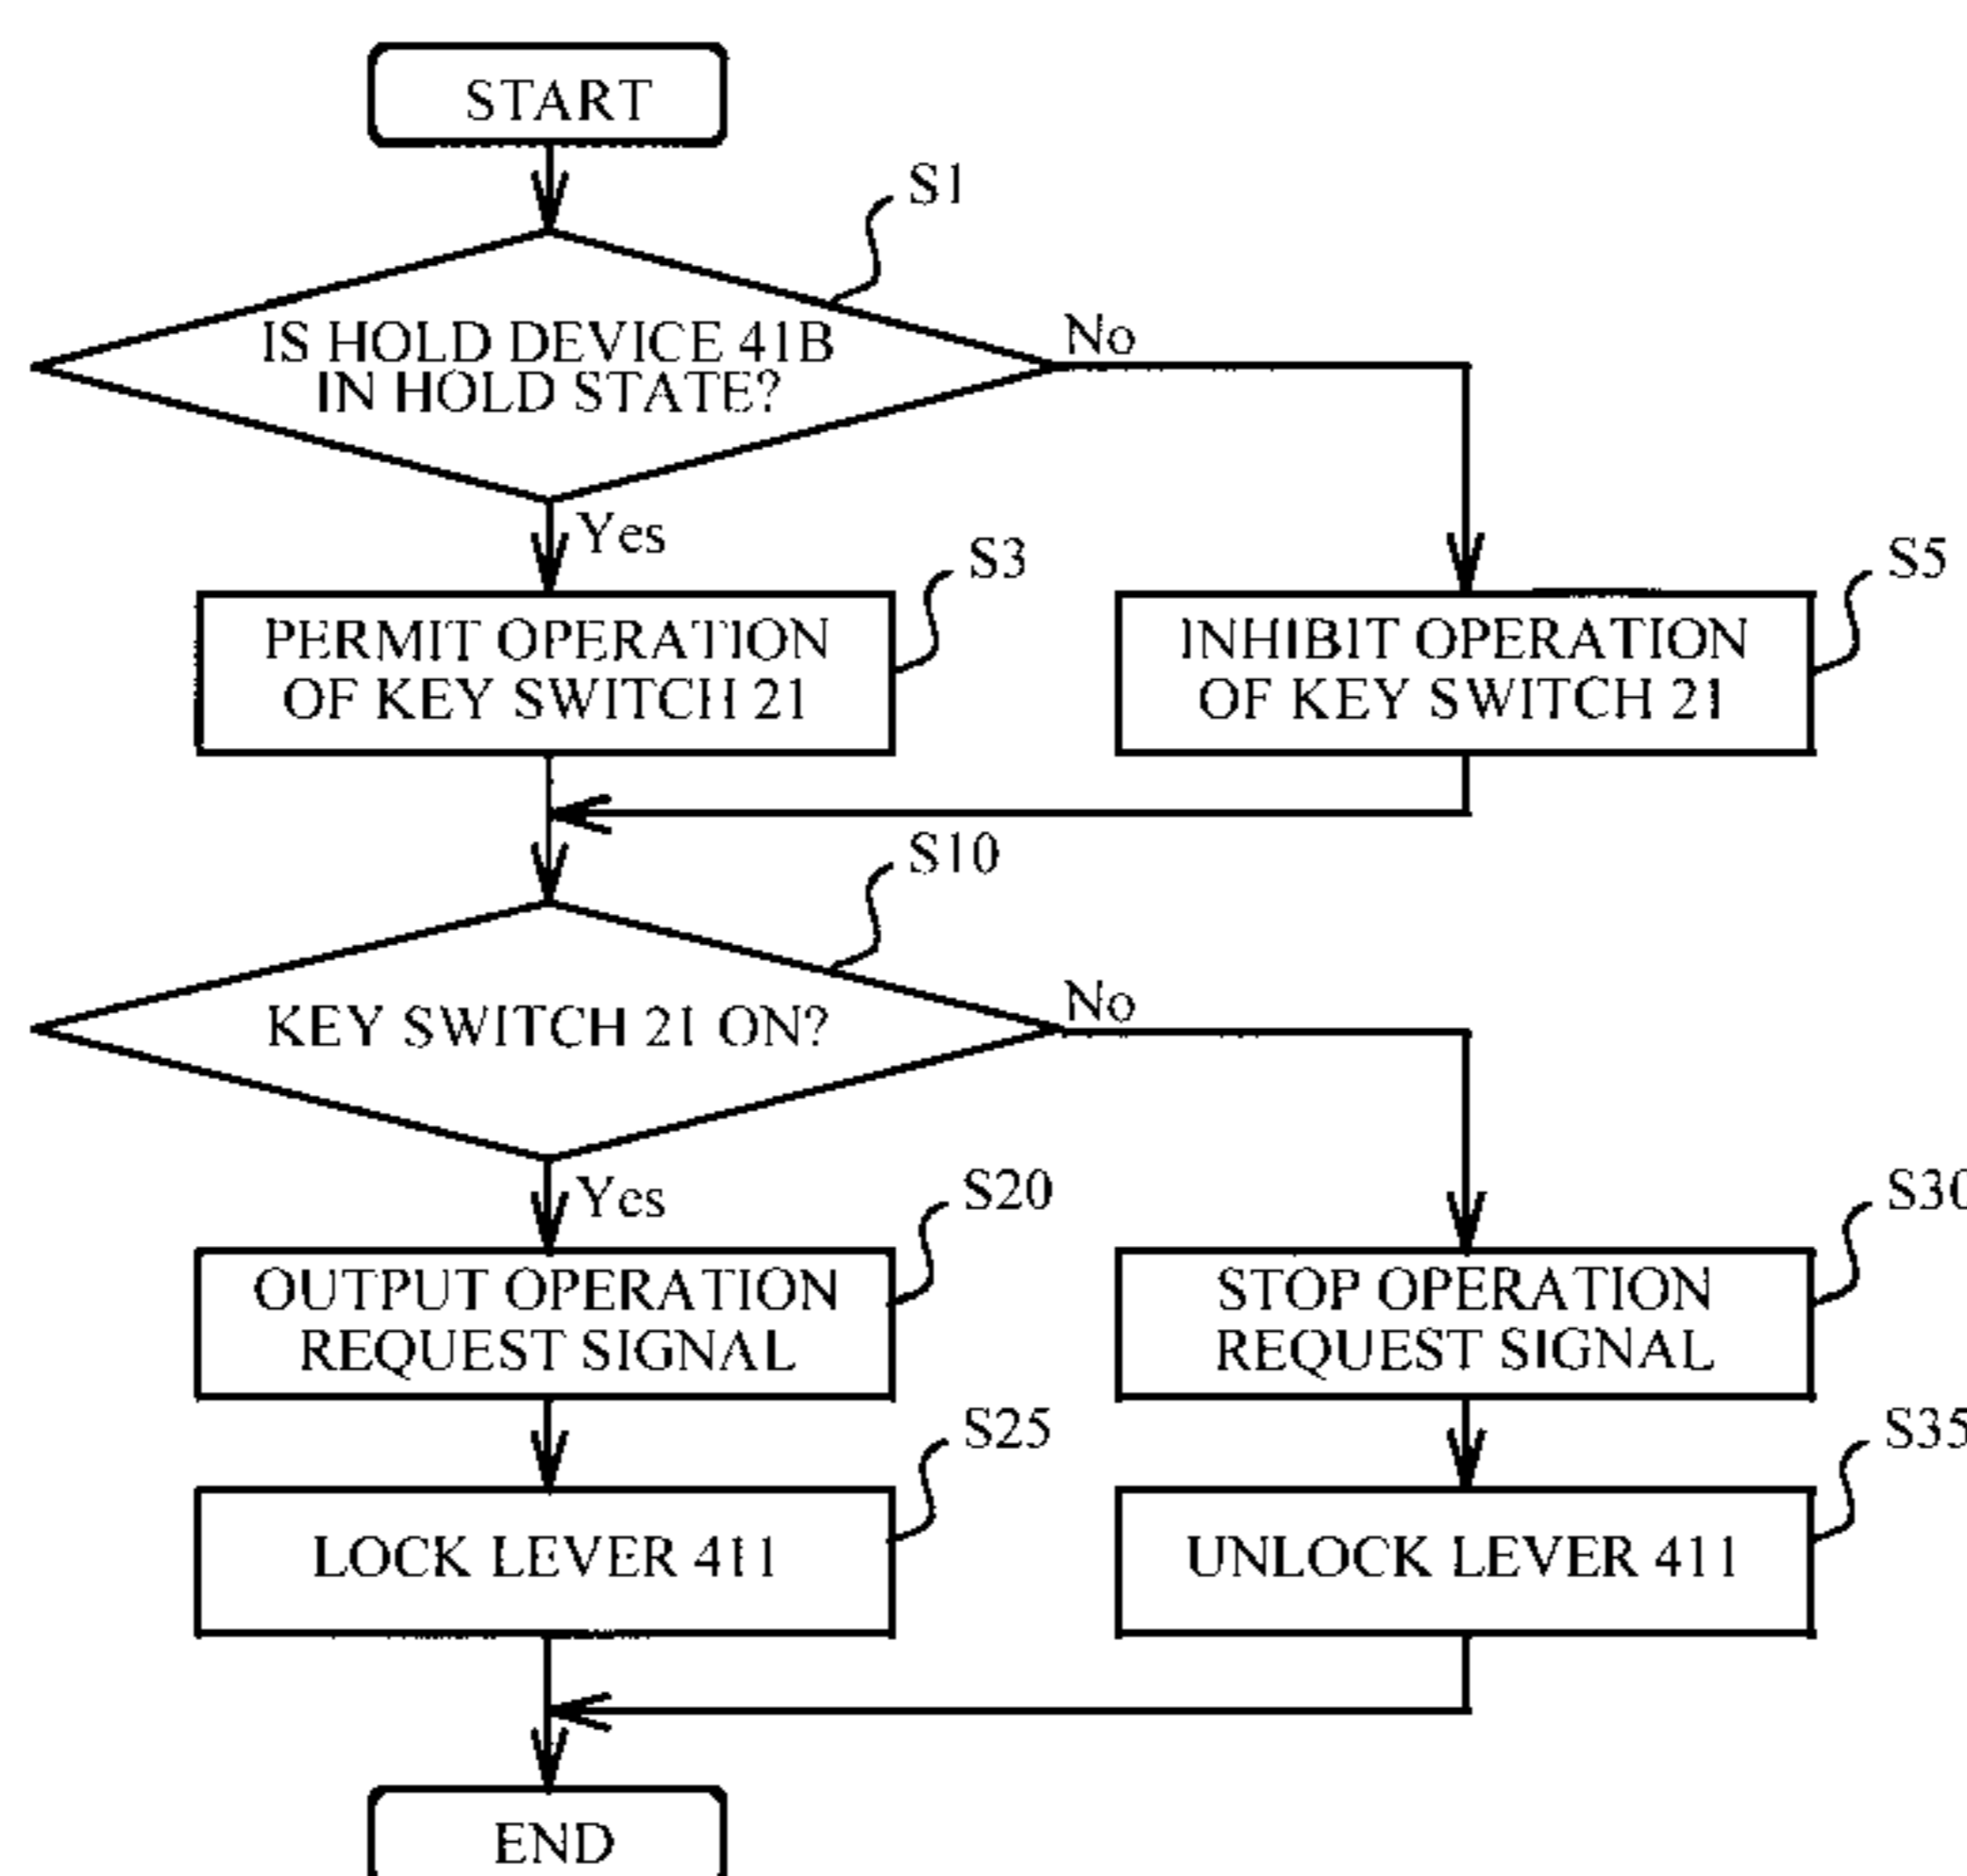 START
S1
IS HOLD DEVICE 41B
IN HOLD STATE?
No
Yes
S3
S5
PERMIT OPERATION
OF KEY SWITCH 21
INHIBIT OPERATION
OF KEY SWITCH 21
S10
KEY SWITCH 21 ON?
No
Yes
S20
S30
OUTPUT OPERATION
REQUEST SIGNAL
STOP OPERATION
REQUEST SIGNAL
S25
S35
LOCK LEVER 411
UNLOCK LEVER 411
END